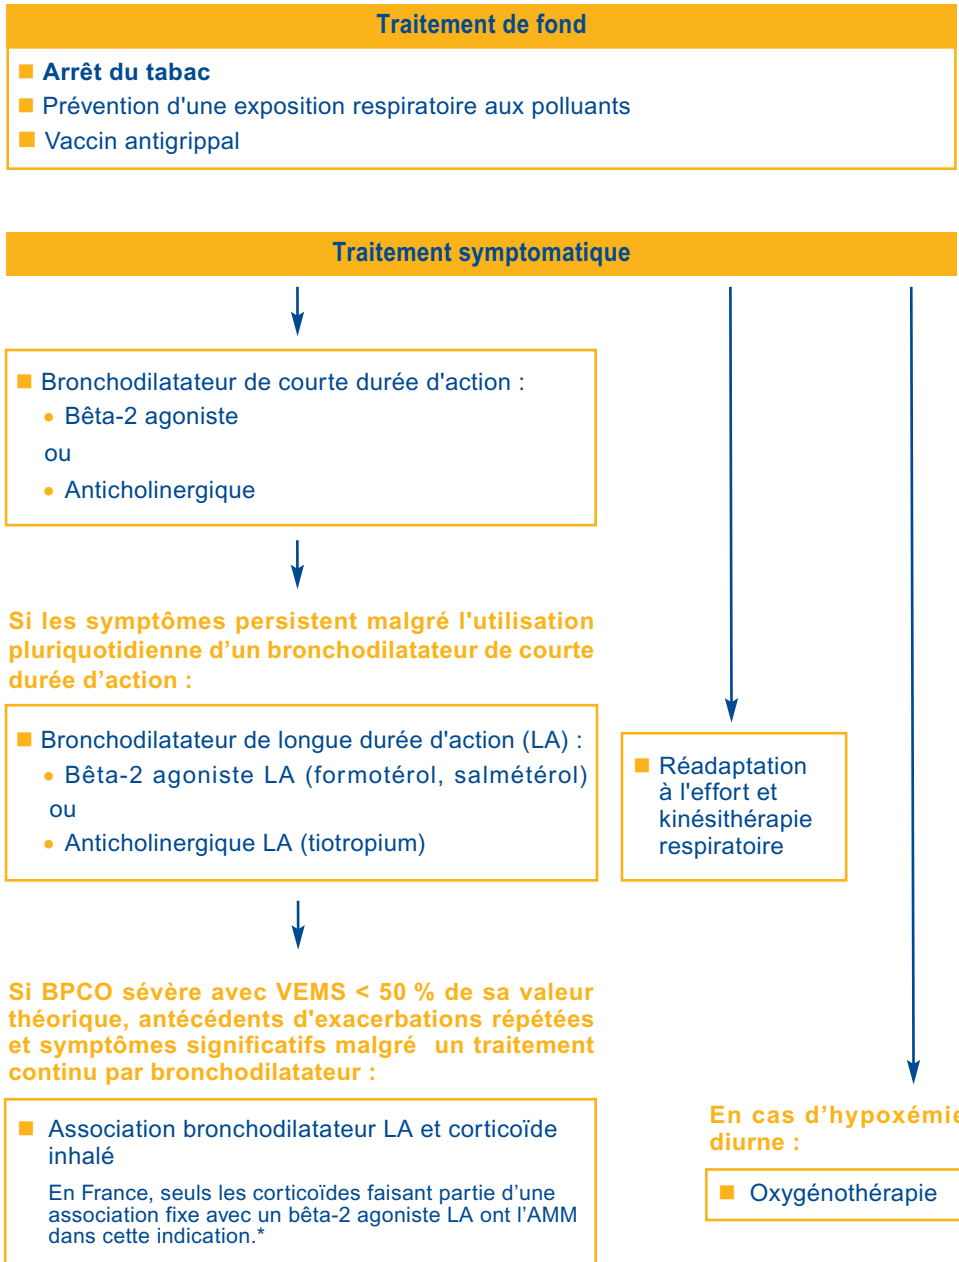 Traitement de fond
Arrêt du tabac
Prévention d'une exposition respiratoire aux polluants
Vaccin antigrippal
Traitement symptomatique
Bronchodilatateur de courte durée d'action :
Bêta-2 agoniste
ou
Anticholinergique
Si les symptômes persistent malgré l'utilisation
pluriquotidienne d’un bronchodilatateur de courte
durée d’action :
Bronchodilatateur de longue durée d'action (LA) :
Bêta-2 agoniste LA (formotérol, salmétérol)
ou
Anticholinergique LA (tiotropium)
Réadaptation
à l'effort et
kinésithérapie
respiratoire
Si BPCO sévère avec VEMS < 50 % de sa valeur
théorique, antécédents d'exacerbations répétées
et symptômes significatifs malgré un traitement
continu par bronchodilatateur :
Association bronchodilatateur LA et corticoïde
inhalé
En France, seuls les corticoïdes faisant partie d’une
association fixe avec un bêta-2 agoniste LA ont l’AMM
dans cette indication.*
En cas d’hypoxémie
diurne :
Oxygénothérapie